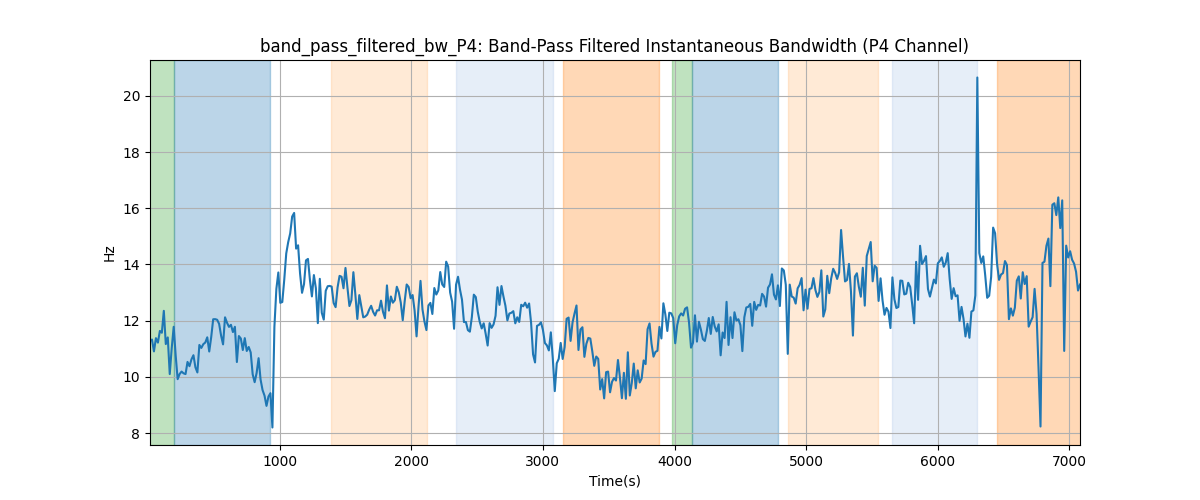 band_pass_filtered_bw_P4: Band-Pass Filtered Instantaneous Bandwidth (P4 Channel)
20
18
16
14
12
10
8
Hz
1000 2000 3000 4000 5000 6000 7000
Time(s)